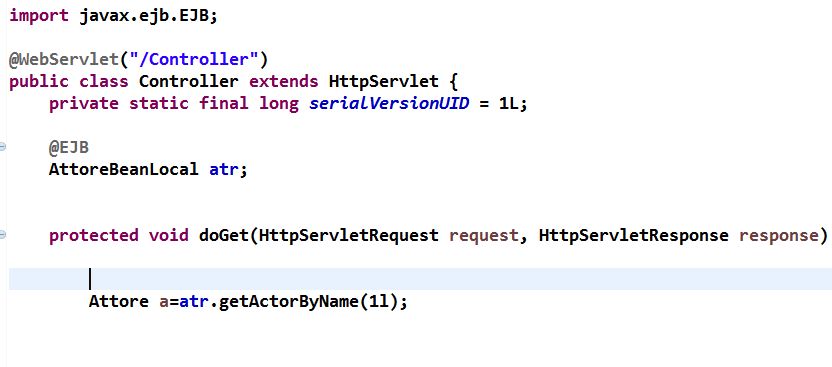 import javax.ejb.EJB;
@WebServlet("/Controller")
public class Controller extends HttpServlet {
private static final long serialVersionUID = 1L;
@EJB
AttoreBeanLocal atr;
protected void doGet(HttpServletRequest request, HttpServletResponse response)
Attore a=atr.getActorByName(1l);